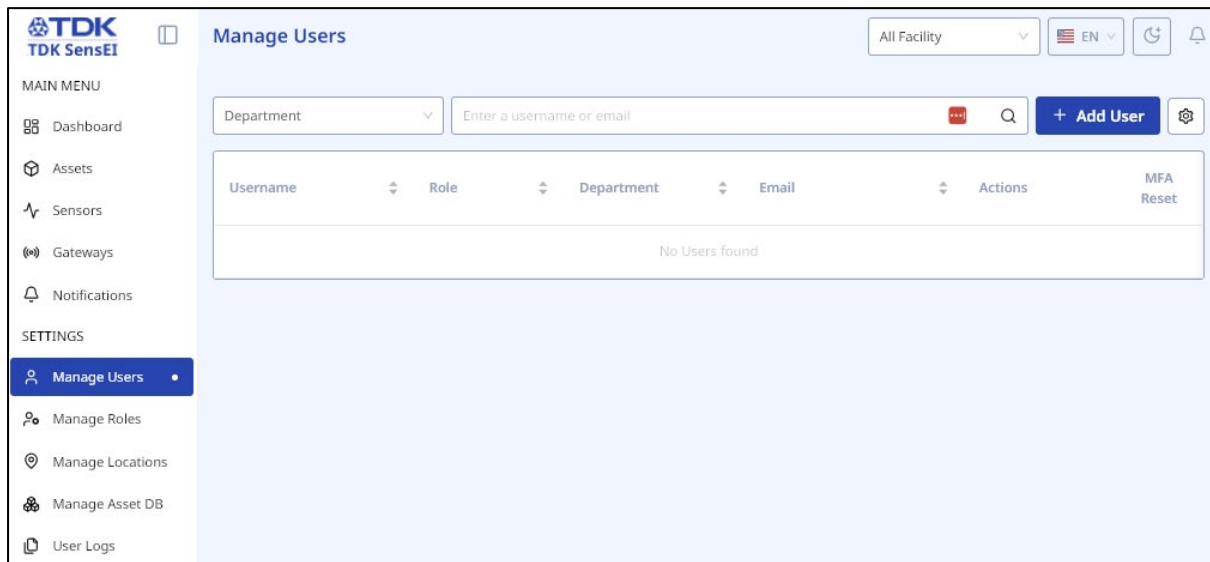 TDK
TDK SensEI
Manage Users
All Facility
EN
MAIN MENU
Dashboard
Assets
Sensors
Gateways
Notifications
SETTINGS
Manage Users
Manage Roles
Manage Locations
Manage Asset DB
User Logs
Department
Enter a username or email
+ Add User
Username Role Department Email Actions MFA Reset
No Users found